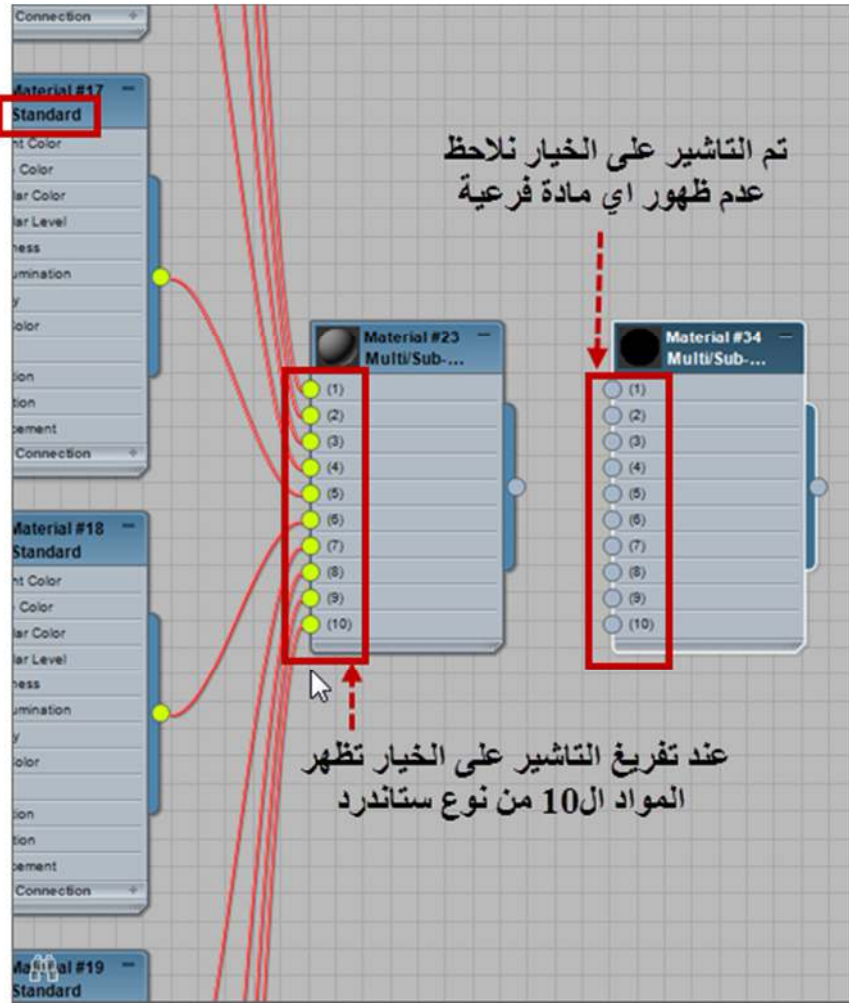 Connection
Material #17
Standard
nt Color
Color
lar Color
lar Level
ness
umination
y
olor
tion
tion
cement
Connection
تم التاشير على الخيار نلاحظ
عدم ظهور اي مادة فرعية
Material #23
Multi/Sub-...
(1)
(2)
(3)
(4)
(5)
(6)
(7)
(8)
(9)
(10)
Material #34
Multi/Sub-...
(1)
(2)
(3)
(4)
(5)
(6)
(7)
(8)
(9)
(10)
Material #18
Standard
nt Color
Color
lar Color
lar Level
ness
umination
y
olor
tion
tion
cement
Connection
عند تفريغ التاشير على الخيار تظهر
المواد ال10 من نوع ستاندرد
Material #19
Standard